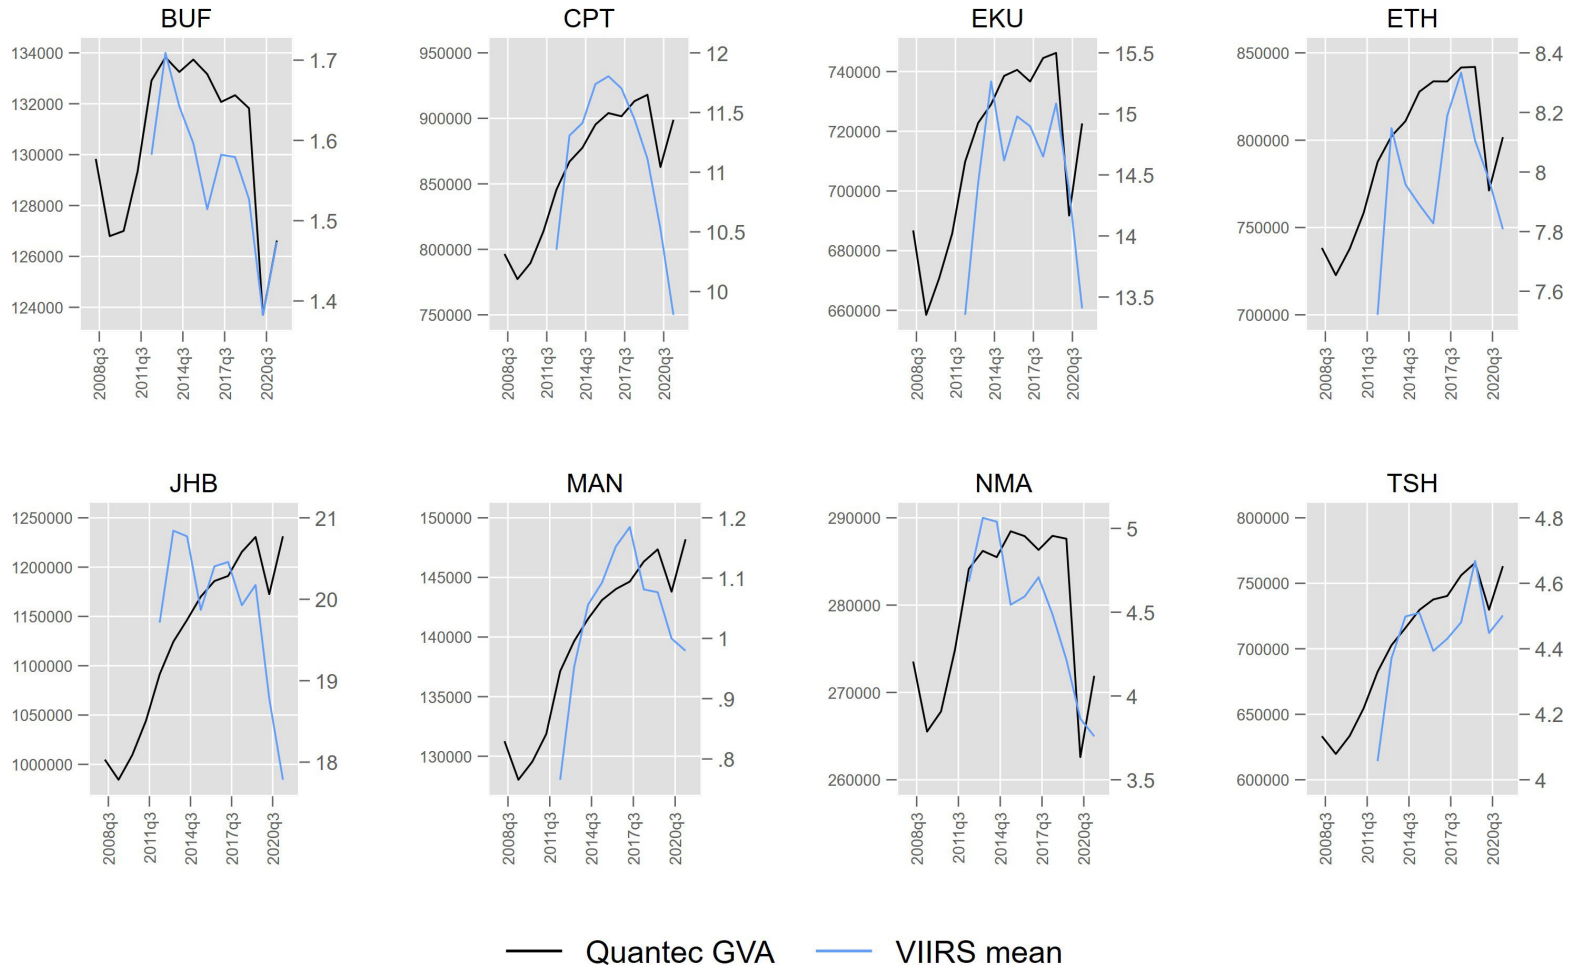 BUF
134000
132000
130000
128000
126000
124000
1.7
1.6
1.5
1.4
2008q3
2011q3
2014q3
2017q3
2020q3
CPT
950000
900000
850000
800000
750000
12
11.5
11
10.5
10
2008q3
2011q3
2014q3
2017q3
2020q3
EKU
740000
720000
700000
680000
660000
15.5
15
14.5
14
13.5
2008q3
2011q3
2014q3
2017q3
2020q3
ETH
850000
800000
750000
700000
8.4
8.2
8
7.8
7.6
2008q3
2011q3
2014q3
2017q3
2020q3
JHB
1250000
1200000
1150000
1100000
1050000
1000000
21
20
19
18
2008q3
2011q3
2014q3
2017q3
2020q3
MAN
150000
145000
140000
135000
130000
1.2
1.1
1
.9
.8
2008q3
2011q3
2014q3
2017q3
2020q3
NMA
290000
280000
270000
260000
5
4.5
4
3.5
2008q3
2011q3
2014q3
2017q3
2020q3
TSH
800000
750000
700000
650000
600000
4.8
4.6
4.4
4.2
4
2008q3
2011q3
2014q3
2017q3
2020q3
Quantec GVA
VIIRS mean